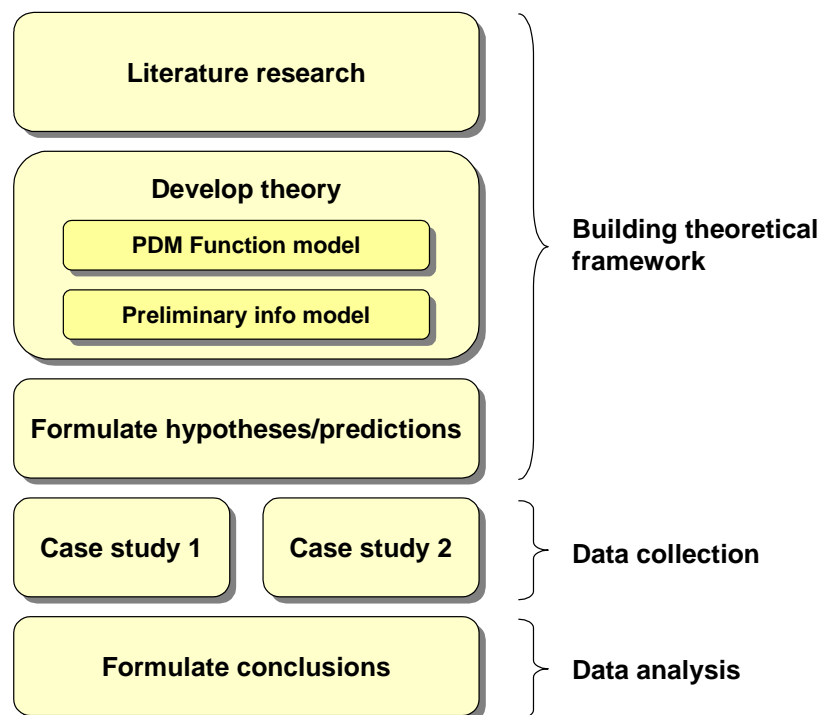 Literature research
Develop theory
PDM Function model
Preliminary info model
Formulate hypotheses/predictions
Building theoretical
framework
Case study 1
Case study 2
Data collection
Formulate conclusions
Data analysis